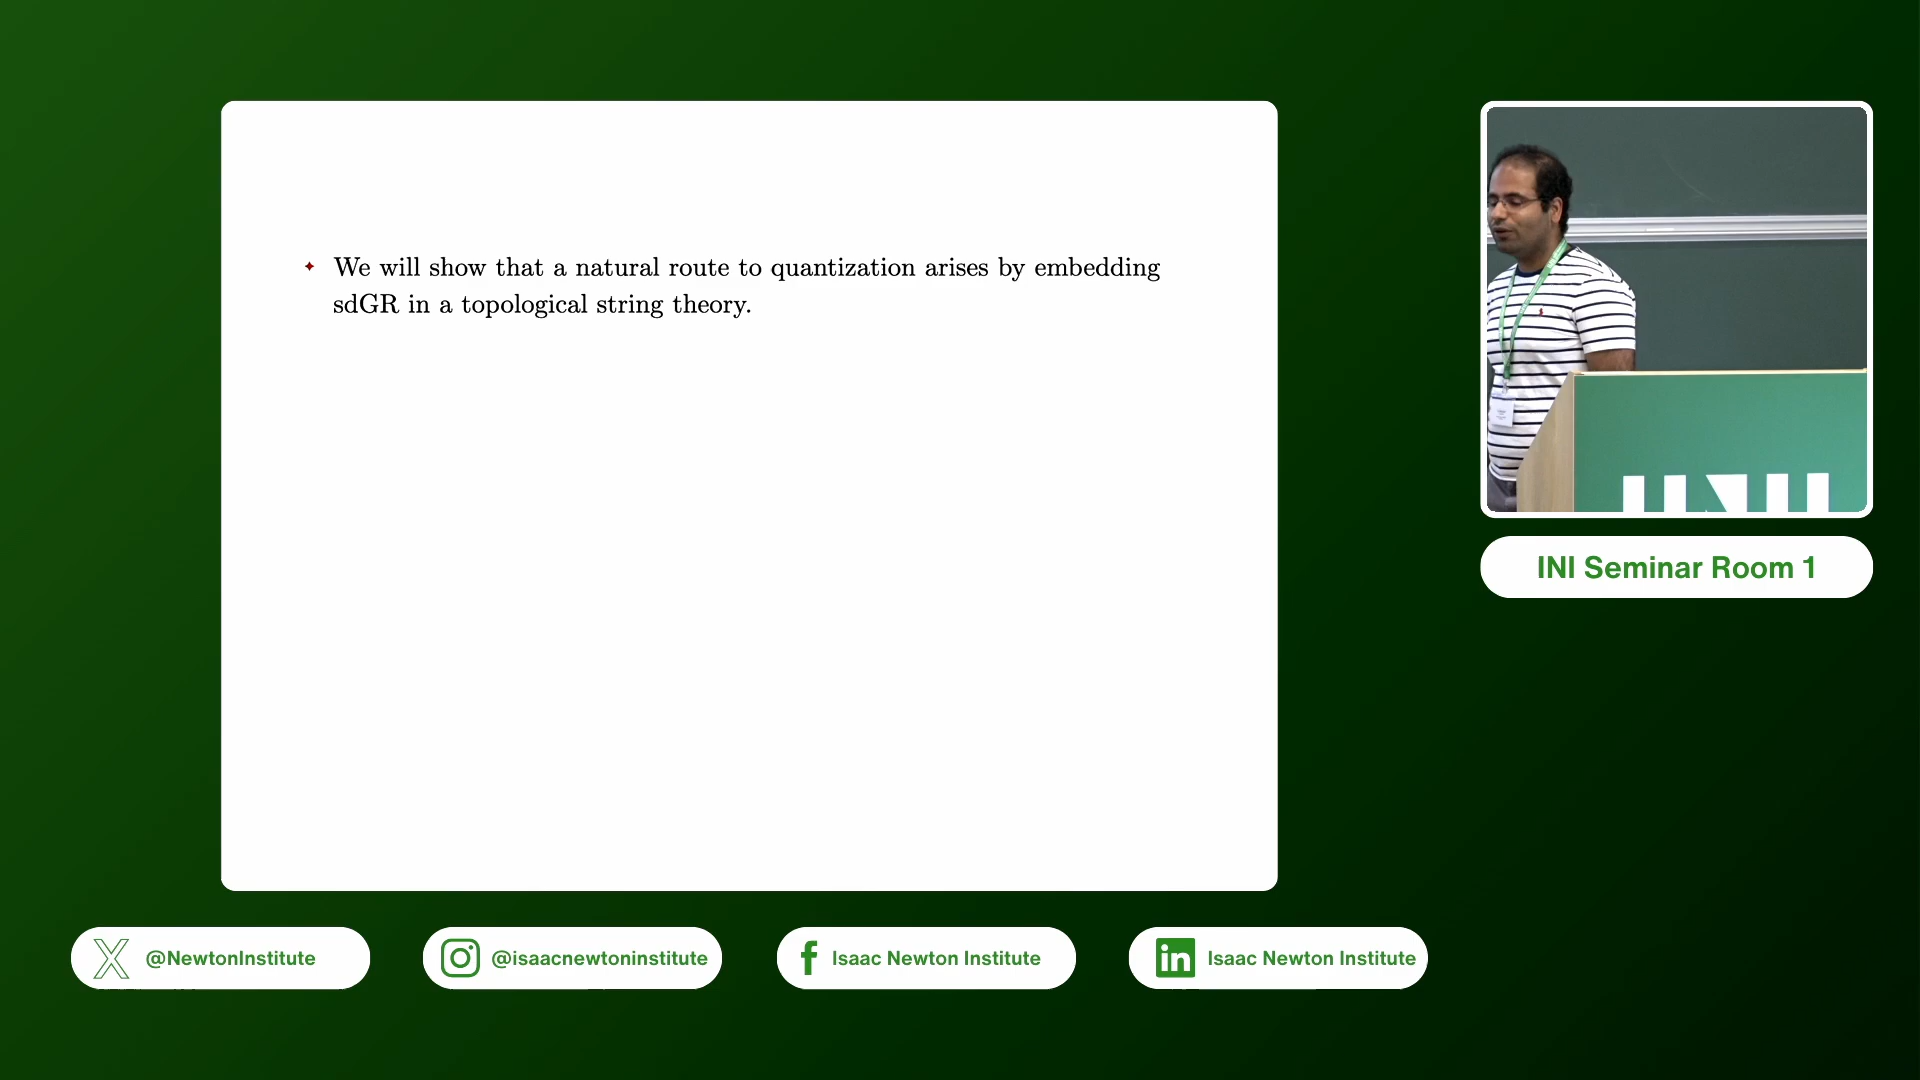 We will show that a natural route to quantization arises by embedding
sdGR in a topological string theory.
INI Seminar Room 1
@NewtonInstitute
@isaacnewtoninstitute
Isaac Newton Institute
Isaac Newton Institute